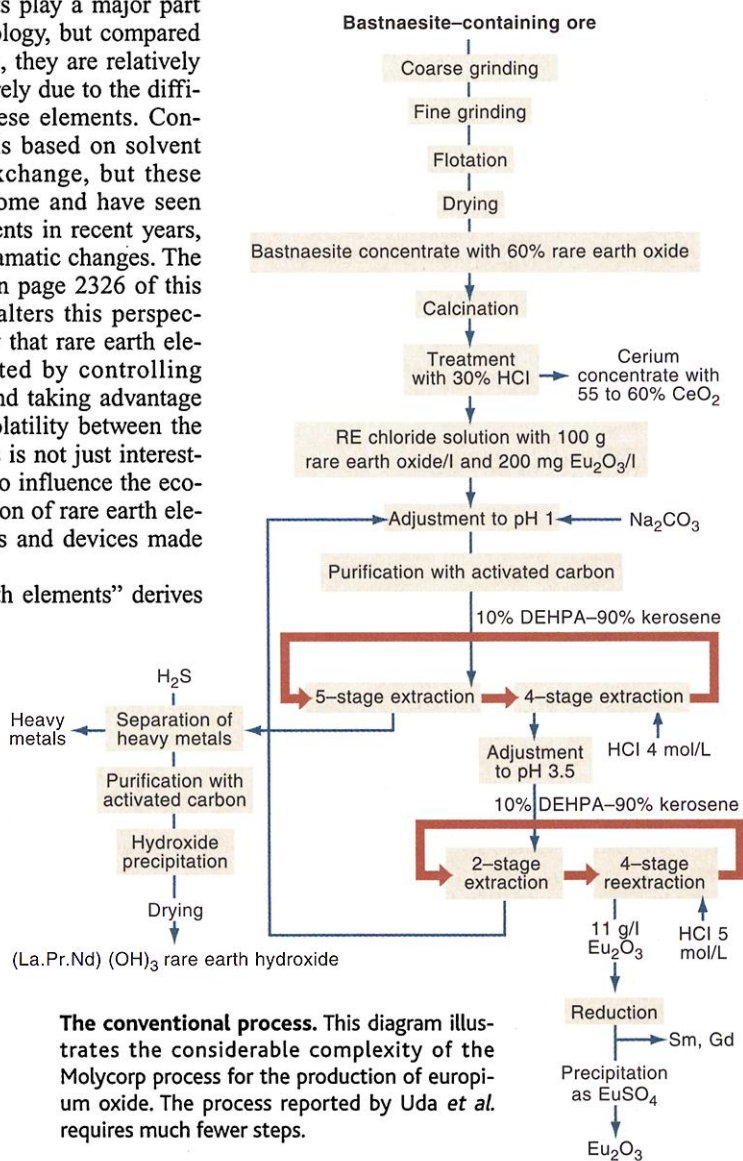 s play a major part
ology, but compared
, they are relatively
rely due to the diffi-
ese elements. Con-
s based on solvent
xchange, but these
ome and have seen
ents in recent years,
amatic changes. The
n page 2326 of this
alters this perspec-
that rare earth ele-
ted by controlling
nd taking advantage
olatility between the
is not just interest-
o influence the eco-
on of rare earth ele-
s and devices made
th elements” derives
Bastnaesite–containing ore
Coarse grinding
Fine grinding
Flotation
Drying
Bastnaesite concentrate with 60% rare earth oxide
Calcination
Treatment
with 30% HCl
Cerium
concentrate with
55 to 60% CeO₂
RE chloride solution with 100 g
rare earth oxide/l and 200 mg Eu₂O₃/l
Adjustment to pH 1
Na₂CO₃
Purification with activated carbon
10% DEHPA–90% kerosene
5–stage extraction
4–stage extraction
HCl 4 mol/L
H₂S
Heavy
metals
Separation of
heavy metals
Purification with
activated carbon
Hydroxide
precipitation
Drying
(La.Pr.Nd) (OH)₃ rare earth hydroxide
Adjustment
to pH 3.5
10% DEHPA–90% kerosene
2–stage
extraction
4–stage
reextraction
11 g/l
Eu₂O₃
HCl 5
mol/L
Reduction
Sm, Gd
Precipitation
as EuSO₄
Eu₂O₃
The conventional process. This diagram illus-
trates the considerable complexity of the
Molycorp process for the production of europi-
um oxide. The process reported by Uda et al.
requires much fewer steps.